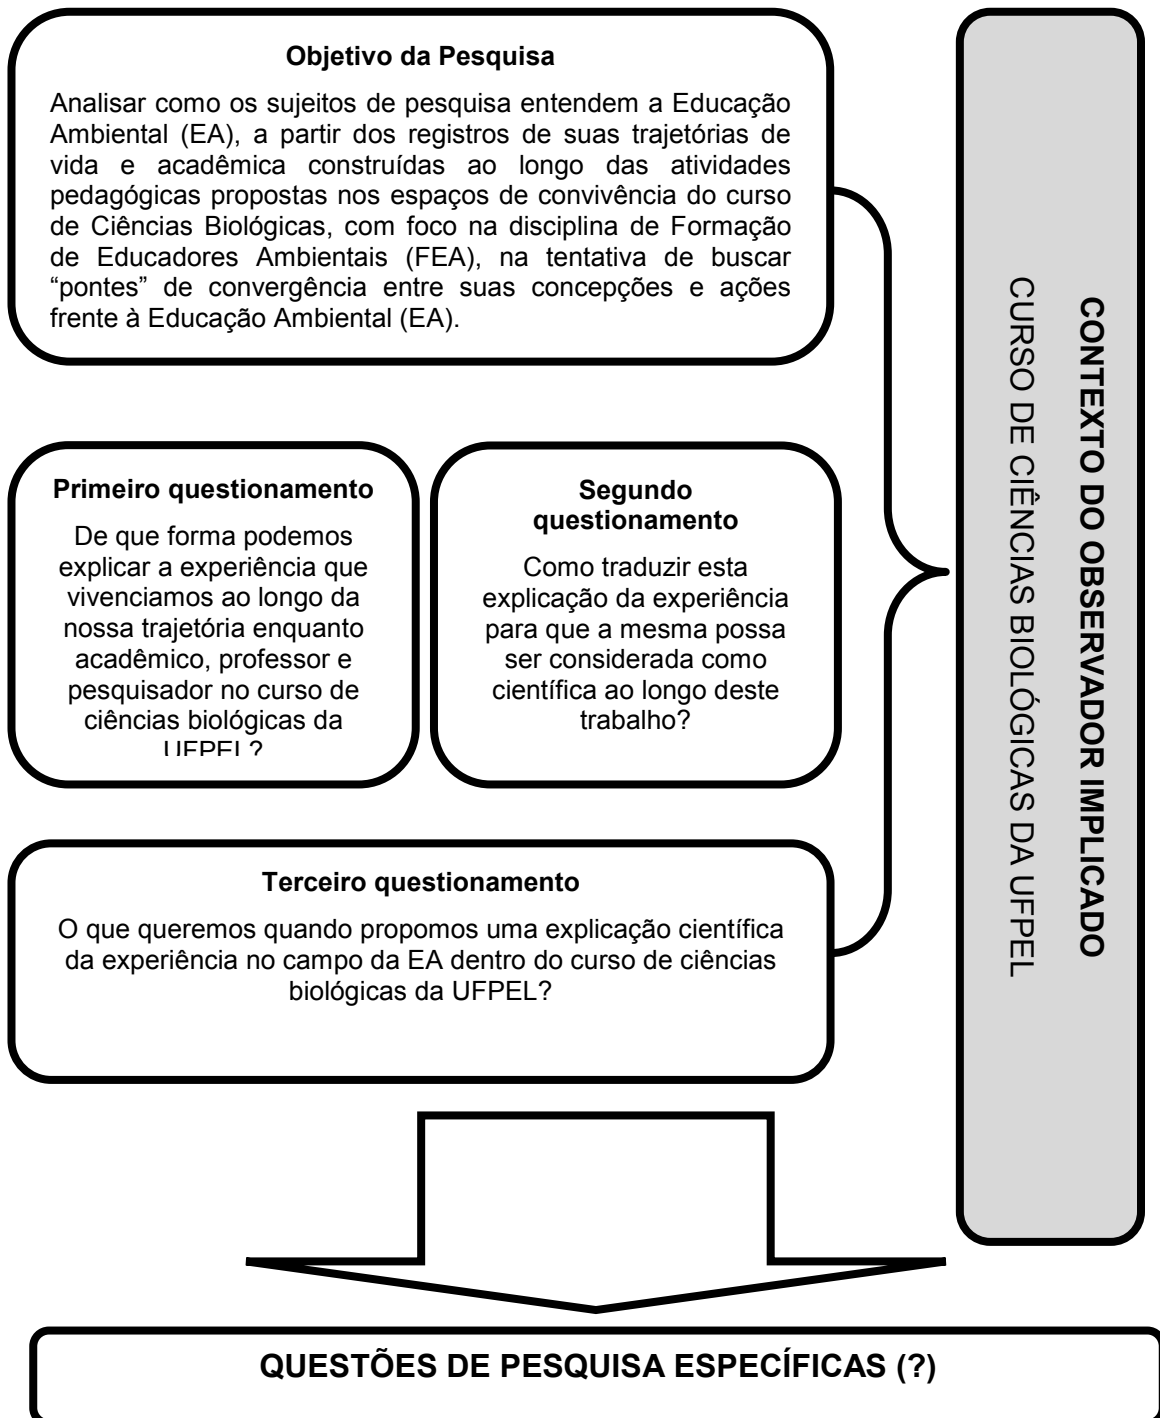 Objetivo da Pesquisa
Analisar como os sujeitos de pesquisa entendem a Educação
Ambiental (EA), a partir dos registros de suas trajetórias de
vida e acadêmica construídas ao longo das atividades
pedagógicas propostas nos espaços de convivência do curso
de Ciências Biológicas, com foco na disciplina de Formação
de Educadores Ambientais (FEA), na tentativa de buscar
“pontes” de convergência entre suas concepções e ações
frente à Educação Ambiental (EA).
Primeiro questionamento
De que forma podemos
explicar a experiência que
vivenciamos ao longo da
nossa trajetória enquanto
acadêmico, professor e
pesquisador no curso de
ciências biológicas da
UFPEL?
Segundo
questionamento
Como traduzir esta
explicação da experiência
para que a mesma possa
ser considerada como
científica ao longo deste
trabalho?
Terceiro questionamento
O que queremos quando propomos uma explicação científica
da experiência no campo da EA dentro do curso de ciências
biológicas da UFPEL?
CONTEXTO DO OBSERVADOR IMPLICADO
CURSO DE CIÊNCIAS BIOLÓGICAS DA UFPEL
QUESTÕES DE PESQUISA ESPECÍFICAS (?)